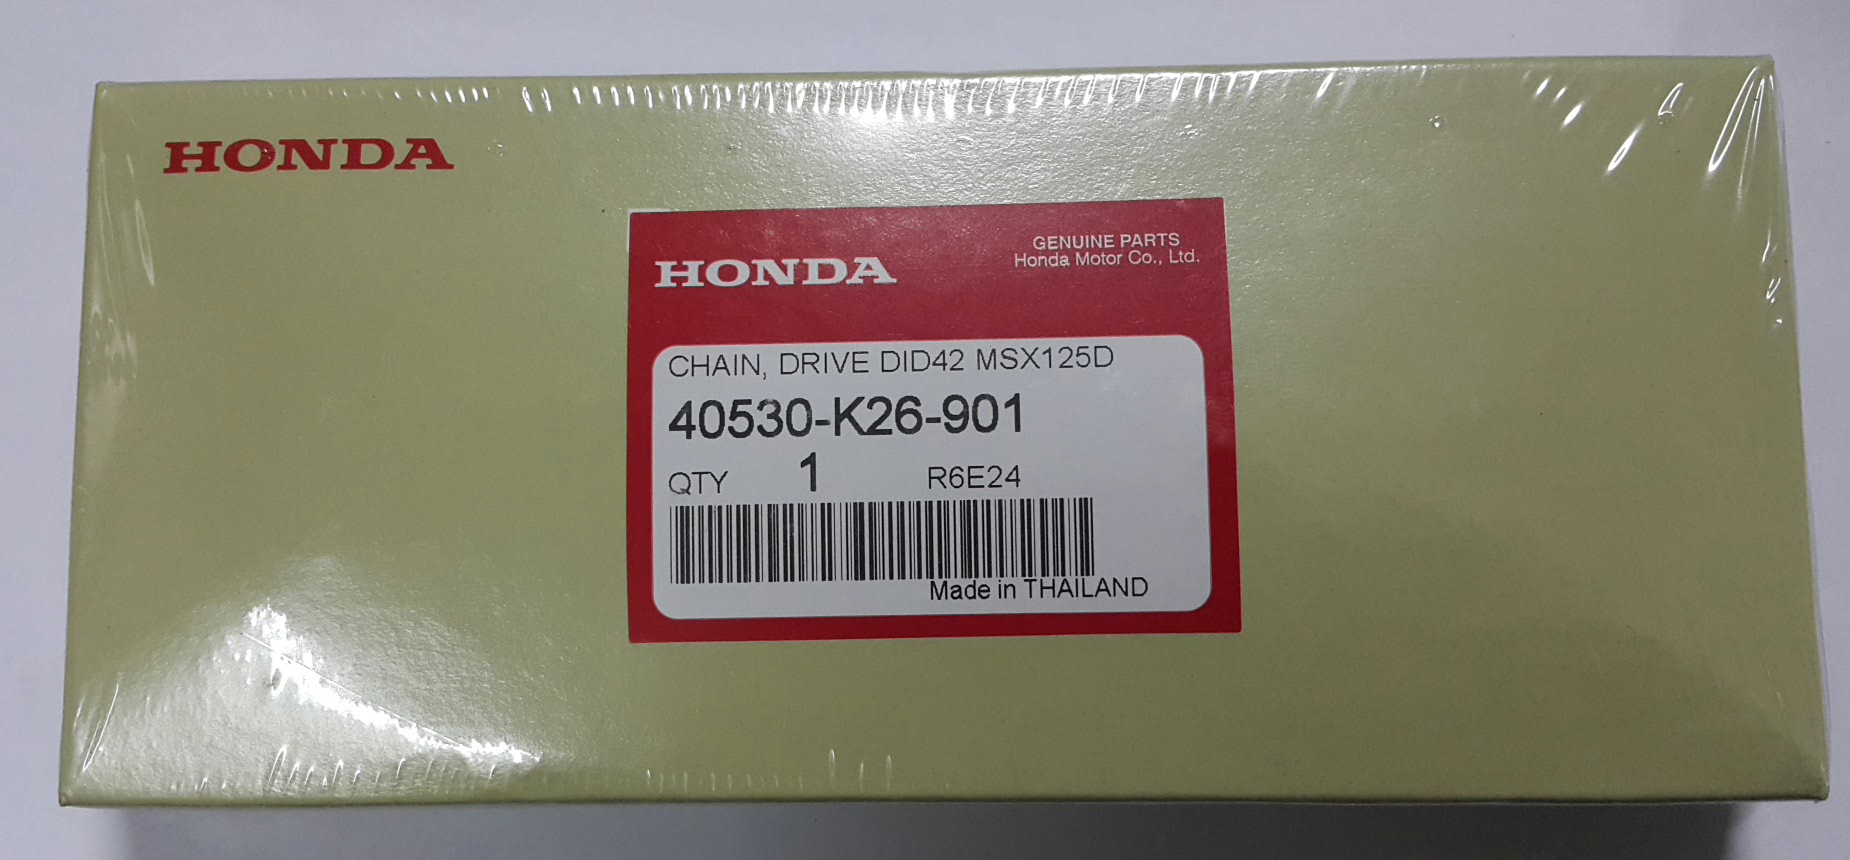 HONDA
HONDA
GENUINE PARTS
Honda Motor Co., Ltd.
CHAIN, DRIVE DID42 MSX125D
40530-K26-901
QTY 1 R6E24
Made in THAILAND